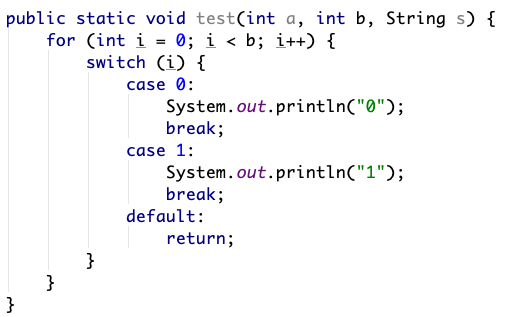 public static void test(int a, int b, String s) {
    for (int i = 0; i < b; i++) {
        switch (i) {
            case 0:
                System.out.println("0");
                break;
            case 1:
                System.out.println("1");
                break;
            default:
                return;
        }
    }
}